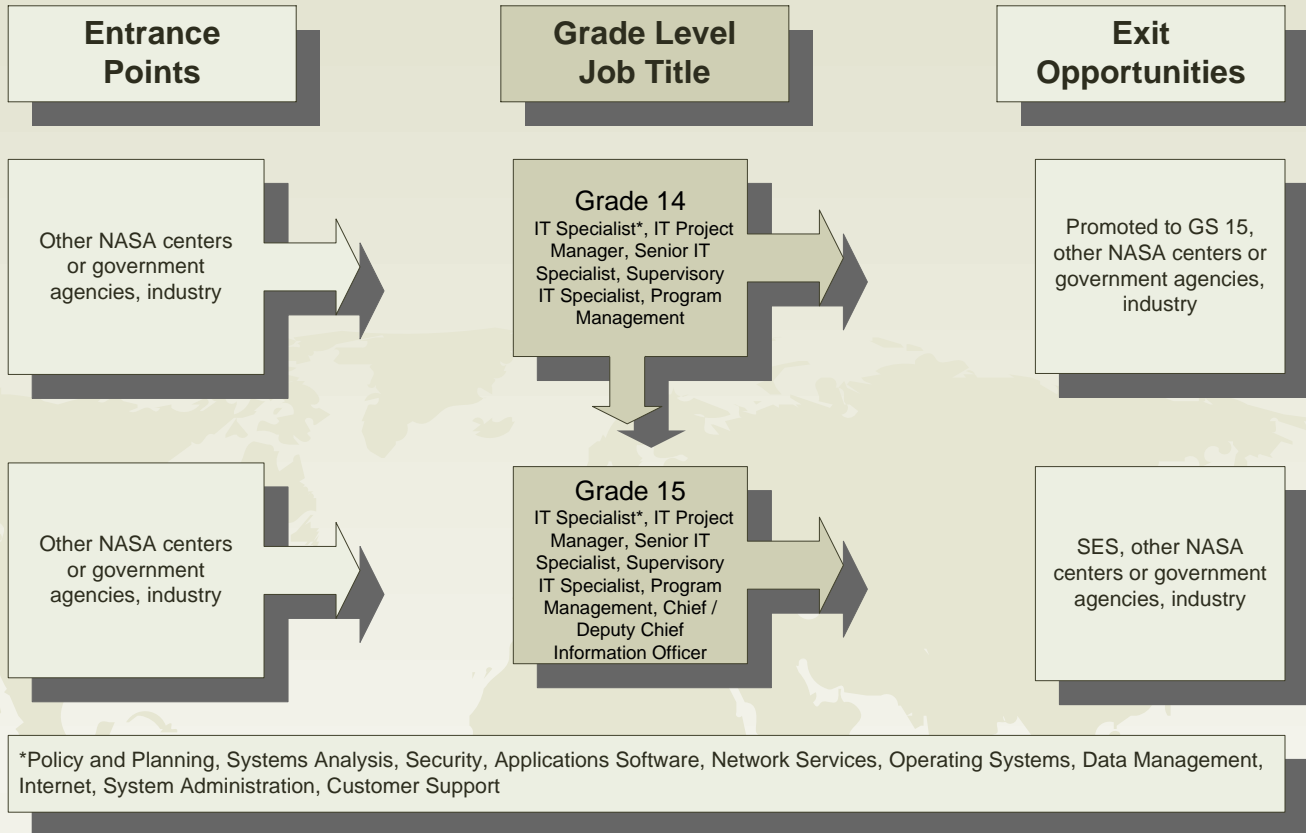 Entrance
Points
Grade Level
Job Title
Exit
Opportunities
Other NASA centers
or government
agencies, industry
Grade 14
IT Specialist*, IT Project
Manager, Senior IT
Specialist, Supervisory
IT Specialist, Program
Management
Promoted to GS 15,
other NASA centers or
government agencies,
industry
Other NASA centers
or government
agencies, industry
Grade 15
IT Specialist*, IT Project
Manager, Senior IT
Specialist, Supervisory
IT Specialist, Program
Management, Chief /
Deputy Chief
Information Officer
SES, other NASA
centers or government
agencies, industry
*Policy and Planning, Systems Analysis, Security, Applications Software, Network Services, Operating Systems, Data Management,
Internet, System Administration, Customer Support